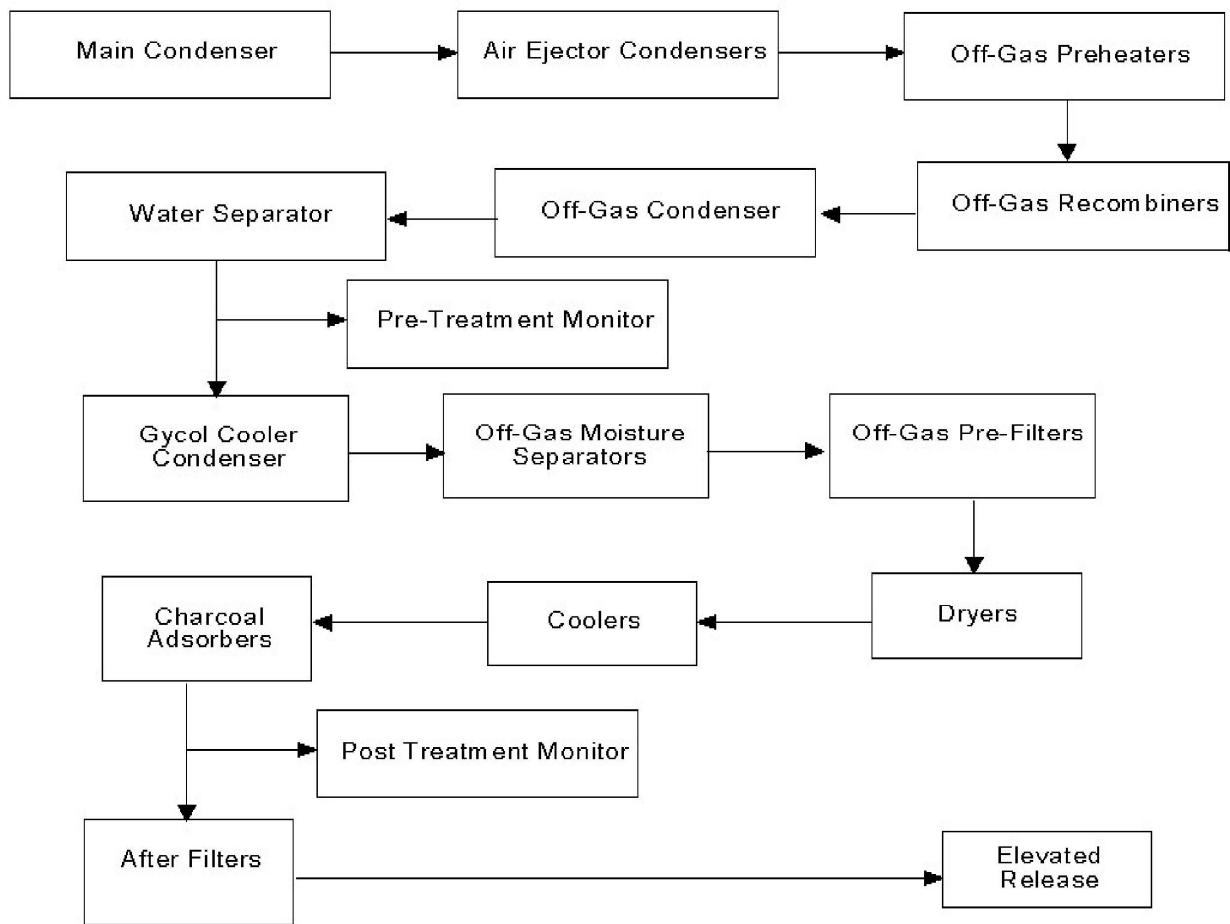 Main Condenser
Air Ejector Condensers
Off-Gas Preheaters
Off-Gas Recombiners
Off-Gas Condenser
Water Separator
Pre-Treatment Monitor
Gycol Cooler
Condenser
Off-Gas Moisture
Separators
Off-Gas Pre-Filters
Dryers
Coolers
Charcoal
Adsorbers
Post Treatment Monitor
After Filters
Elevated
Release